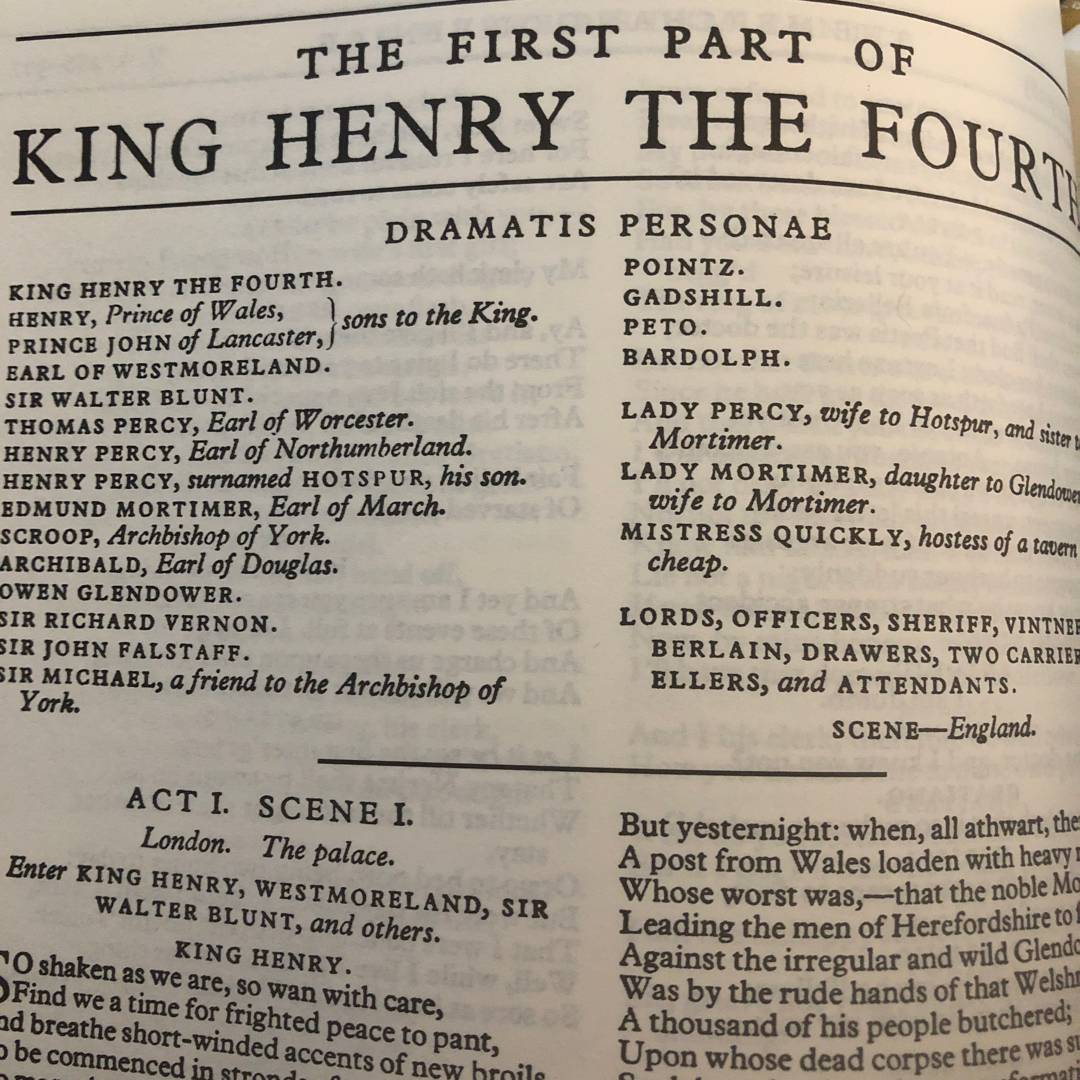 THE FIRST PART OF
KING HENRY THE FOURTH
DRAMATIS PERSONAE
KING HENRY THE FOURTH.
HENRY, Prince of Wales,
PRINCE JOHN of Lancaster,
} sons to the King.
EARL OF WESTMORELAND.
SIR WALTER BLUNT.
THOMAS PERCY, Earl of Worcester.
HENRY PERCY, Earl of Northumberland.
HENRY PERCY, surnamed HOTSPUR, his son.
EDMUND MORTIMER, Earl of March.
SCROOP, Archbishop of York.
ARCHIBALD, Earl of Douglas.
OWEN GLENDOWER.
SIR RICHARD VERNON.
SIR JOHN FALSTAFF.
SIR MICHAEL, a friend to the Archbishop of
York.
POINTZ.
GADSHILL.
PETO.
BARDOLPH.
LADY PERCY, wife to Hotspur, and sister
Mortimer.
LADY MORTIMER, daughter to Glendower
wife to Mortimer.
MISTRESS QUICKLY, hostess of a tavern
cheap.
LORDS, OFFICERS, SHERIFF, VINTNE
BERLAIN, DRAWERS, TWO CARRIER
ELLERS, and ATTENDANTS.
SCENE—England.
ACT I. SCENE I.
London. The palace.
Enter KING HENRY, WESTMORELAND, SIR
WALTER BLUNT, and others.
KING HENRY.
SO shaken as we are, so wan with care,
Find we a time for frighted peace to pant,
nd breathe short-winded accents of new broils
o be commenced in
But yesternight: when, all athwart, the
A post from Wales loaden with heavy
Whose worst was,—that the noble Mo
Leading the men of Herefordshire to
Against the irregular and wild Glendo
Was by the rude hands of that Welsh
A thousand of his people butchered;
Upon whose dead corpse there was